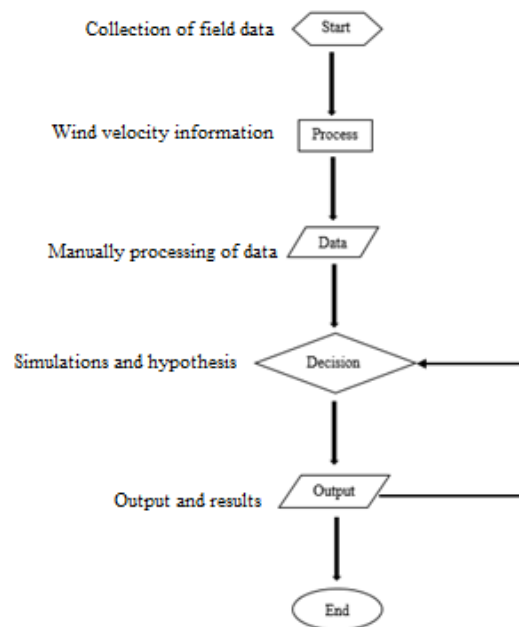 Collection of field data
Start
Wind velocity information
Process
Manually processing of data
Data
Simulations and hypothesis
Decision
Output and results
Output
End